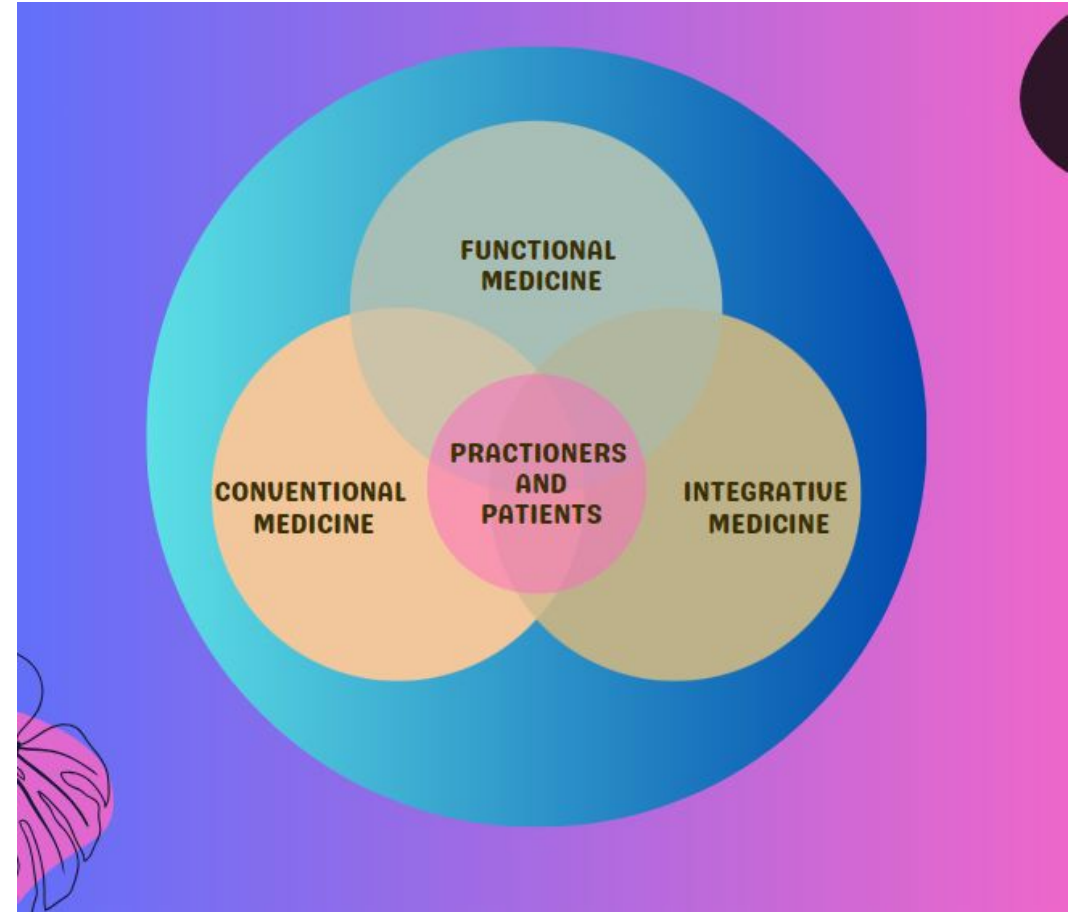 FUNCTIONAL
MEDICINE
PRACTIONERS
AND
PATIENTS
CONVENTIONAL
MEDICINE
INTEGRATIVE
MEDICINE